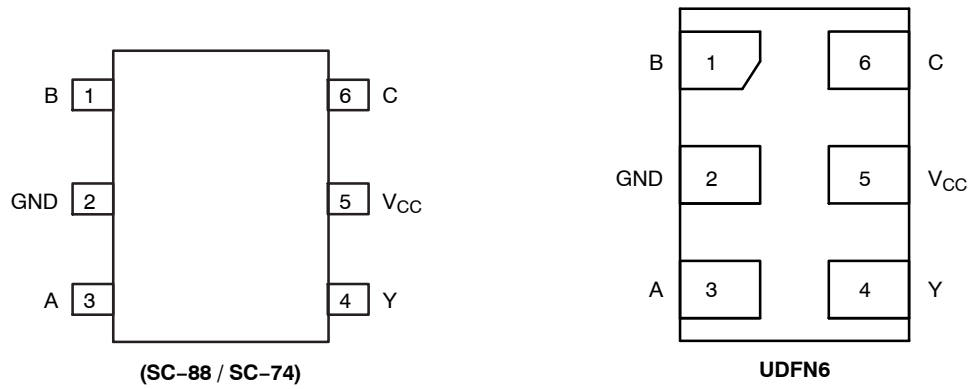 B 1 6 C
GND 2 5 VCC
A 3 4 Y
(SC–88 / SC–74)
B 1 6 C
GND 2 5 VCC
A 3 4 Y
UDFN6